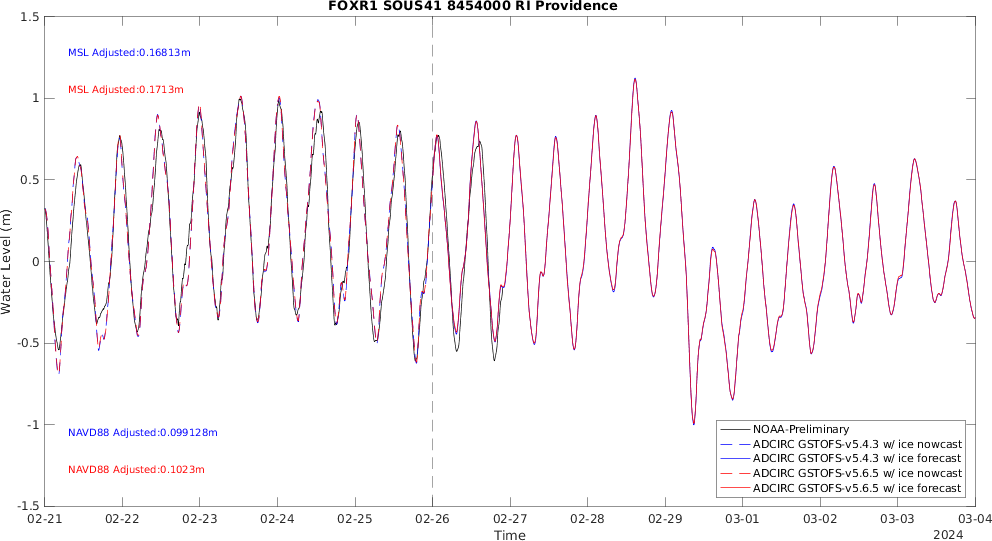 FOXR1 SOUS41 8454000 RI Providence
1.5
1
0.5
0
-0.5
-1
-1.5
Water Level (m)
MSL Adjusted:0.16813m
MSL Adjusted:0.1713m
NAVD88 Adjusted:0.099128m
NAVD88 Adjusted:0.1023m
NOAA-Preliminary
ADCIRC GSTOFS-v5.4.3 w/ ice nowcast
ADCIRC GSTOFS-v5.4.3 w/ ice forecast
ADCIRC GSTOFS-v5.6.5 w/ ice nowcast
ADCIRC GSTOFS-v5.6.5 w/ ice forecast
02-21 02-22 02-23 02-24 02-25 02-26 02-27 02-28 02-29 03-01 03-02 03-03 03-04
Time
2024